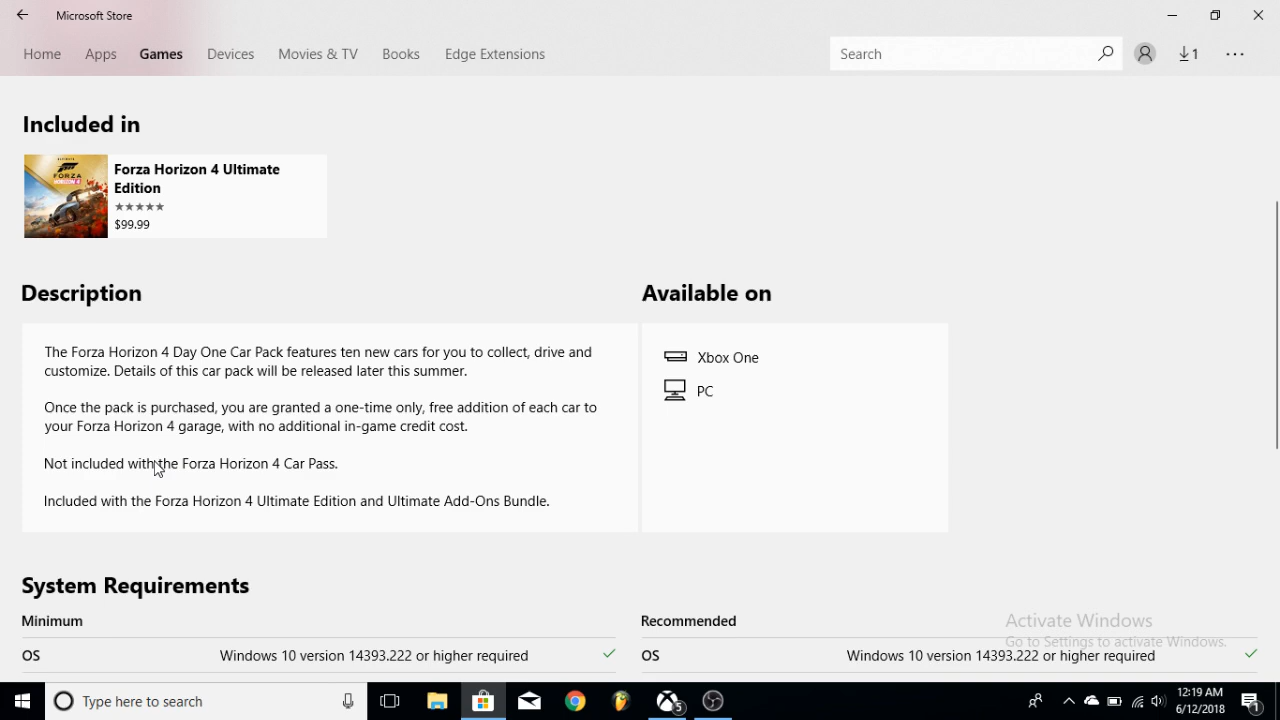 Microsoft Store
Home Apps Games Devices Movies & TV Books Edge Extensions Search 1
Included in
FORZA
Forza Horizon 4 Ultimate
Edition
$99.99
Description
The Forza Horizon 4 Day One Car Pack features ten new cars for you to collect, drive and
customize. Details of this car pack will be released later this summer.
Once the pack is purchased, you are granted a one-time only, free addition of each car to
your Forza Horizon 4 garage, with no additional in-game credit cost.
Not included with the Forza Horizon 4 Car Pass.
Included with the Forza Horizon 4 Ultimate Edition and Ultimate Add-Ons Bundle.
Available on
Xbox One
PC
System Requirements
Minimum
OS Windows 10 version 14393.222 or higher required
Recommended
OS Windows 10 version 14393.222 or higher required
Activate Windows
Go to Settings to activate Windows.
Type here to search
5
12:19 AM
6/12/2018
1